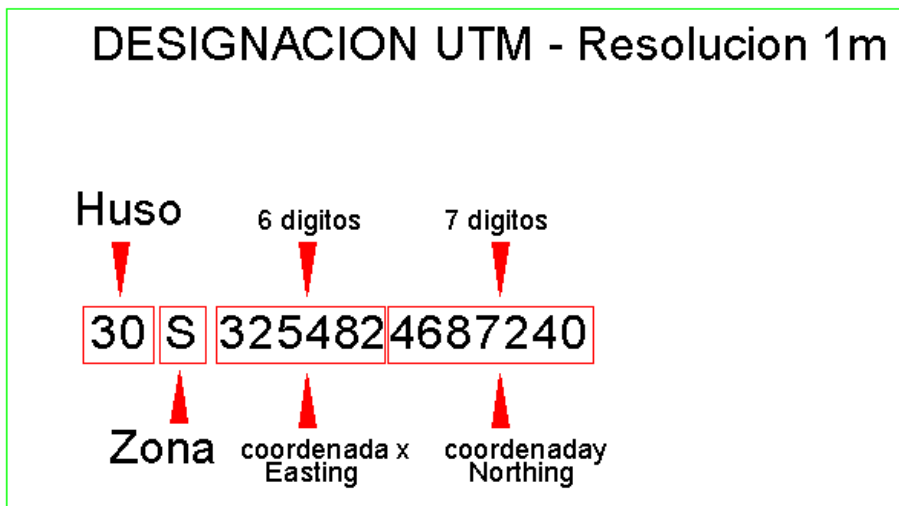 DESIGNACION UTM - Resolucion 1m
Huso
6 digitos
7 digitos
30 S 325482 4687240
Zona
coordenada x
Easting
coordenaday
Northing